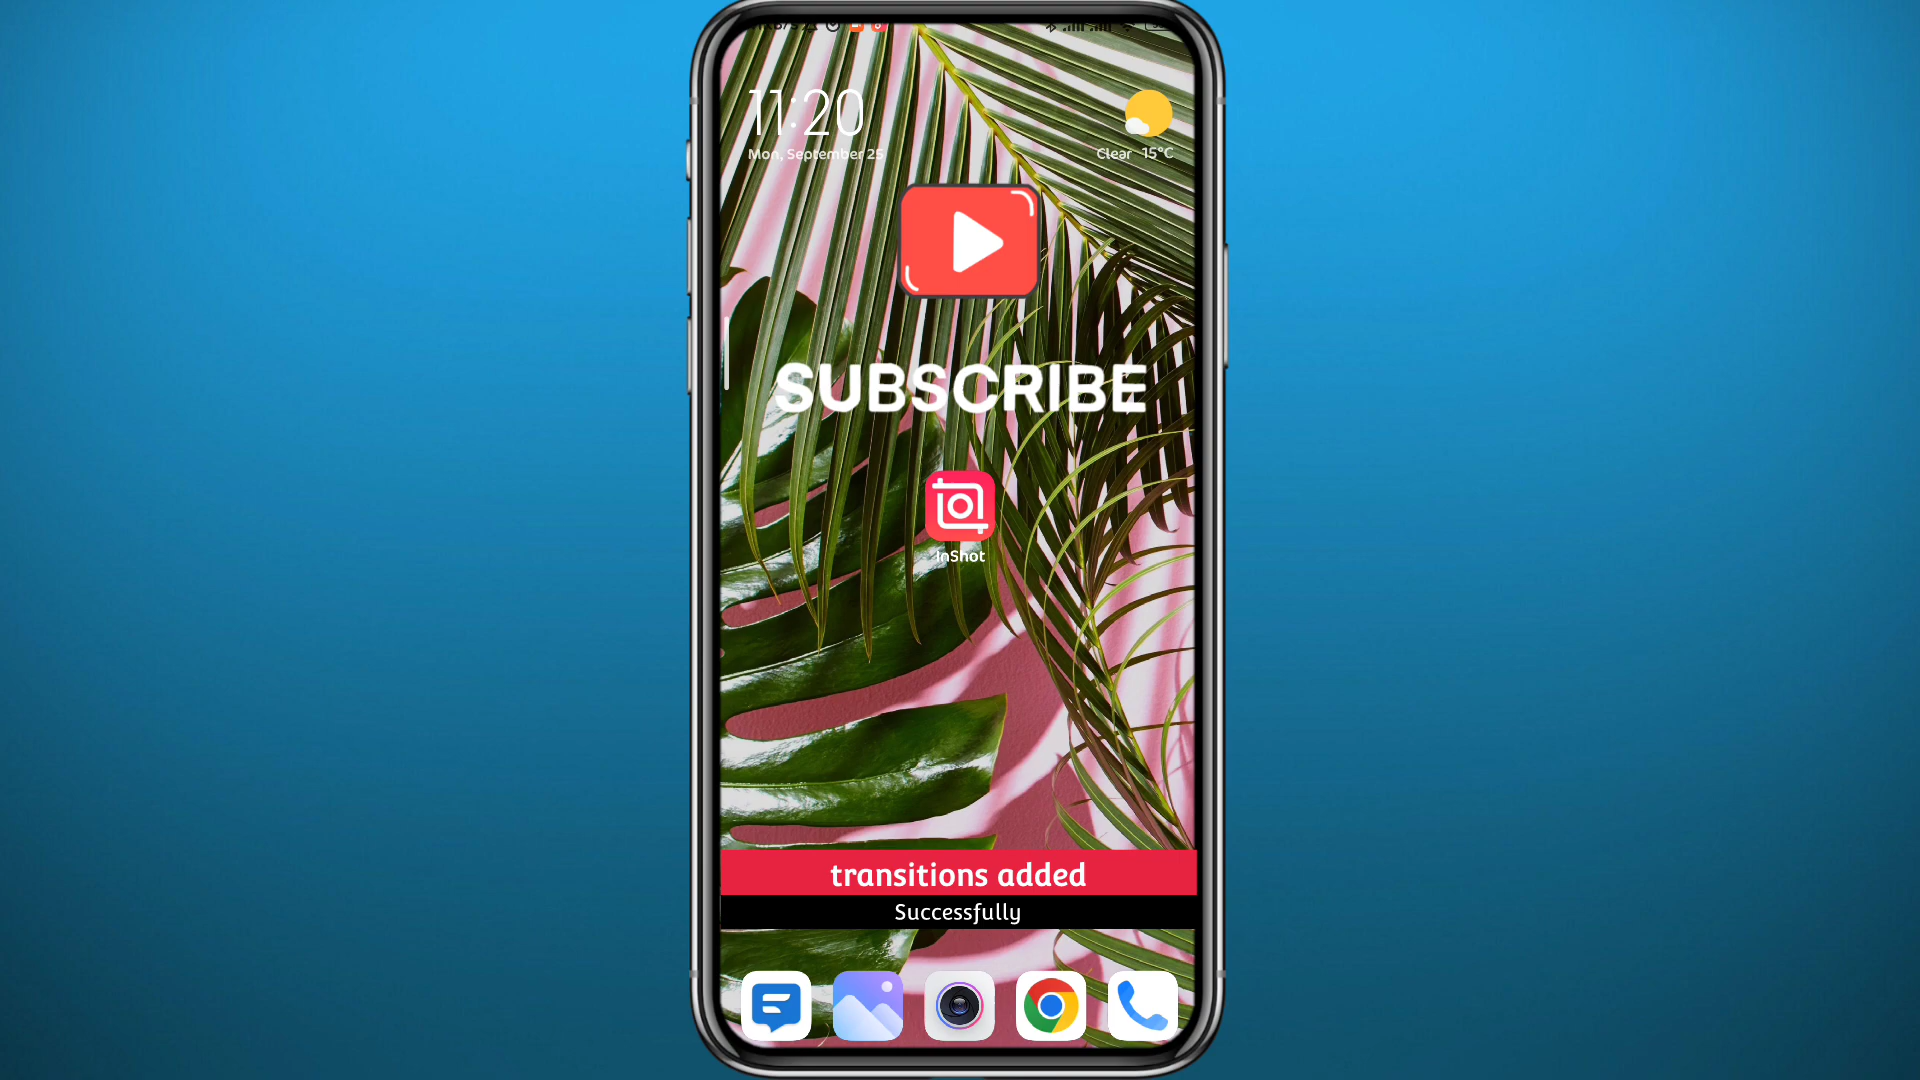 11:20
Mon, September 25
Clear 15°C
SUBSCRIBE
InShot
transitions added
Successfully